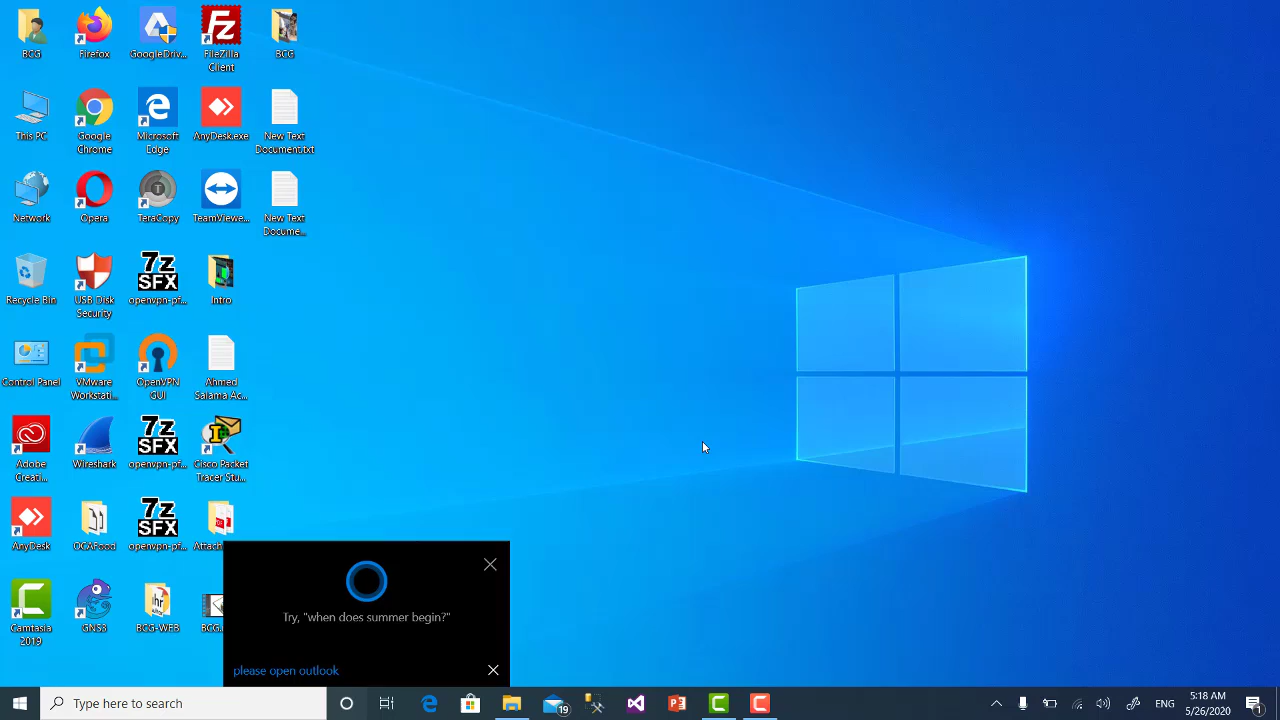 BCG
Firefox
GoogleDriv...
FileZilla
Client
BCG
This PC
Google
Chrome
Microsoft
Edge
AnyDesk.exe
New Text
Document.txt
Network
Opera
TeraCopy
TeamViewe...
New Text
Docume...
Recycle Bin
USB Disk
Security
7z
SFX
openvpn-pf...
Intro
Control Panel
VMware
Workstati...
OpenVPN
GUI
Ahmed
Salama Ac...
Adobe
Creati...
Wireshark
7z
SFX
openvpn-pf...
Cisco Packet
Tracer Stu...
AnyDesk
OCAFood
7z
SFX
openvpn-pf...
Attach
Camtasia
2019
GNS3
BCG-WEB
BCG.
Try, "when does summer begin?"
please open outlook
Type here to search
19
ENG
5:18 AM
5/26/2020
1